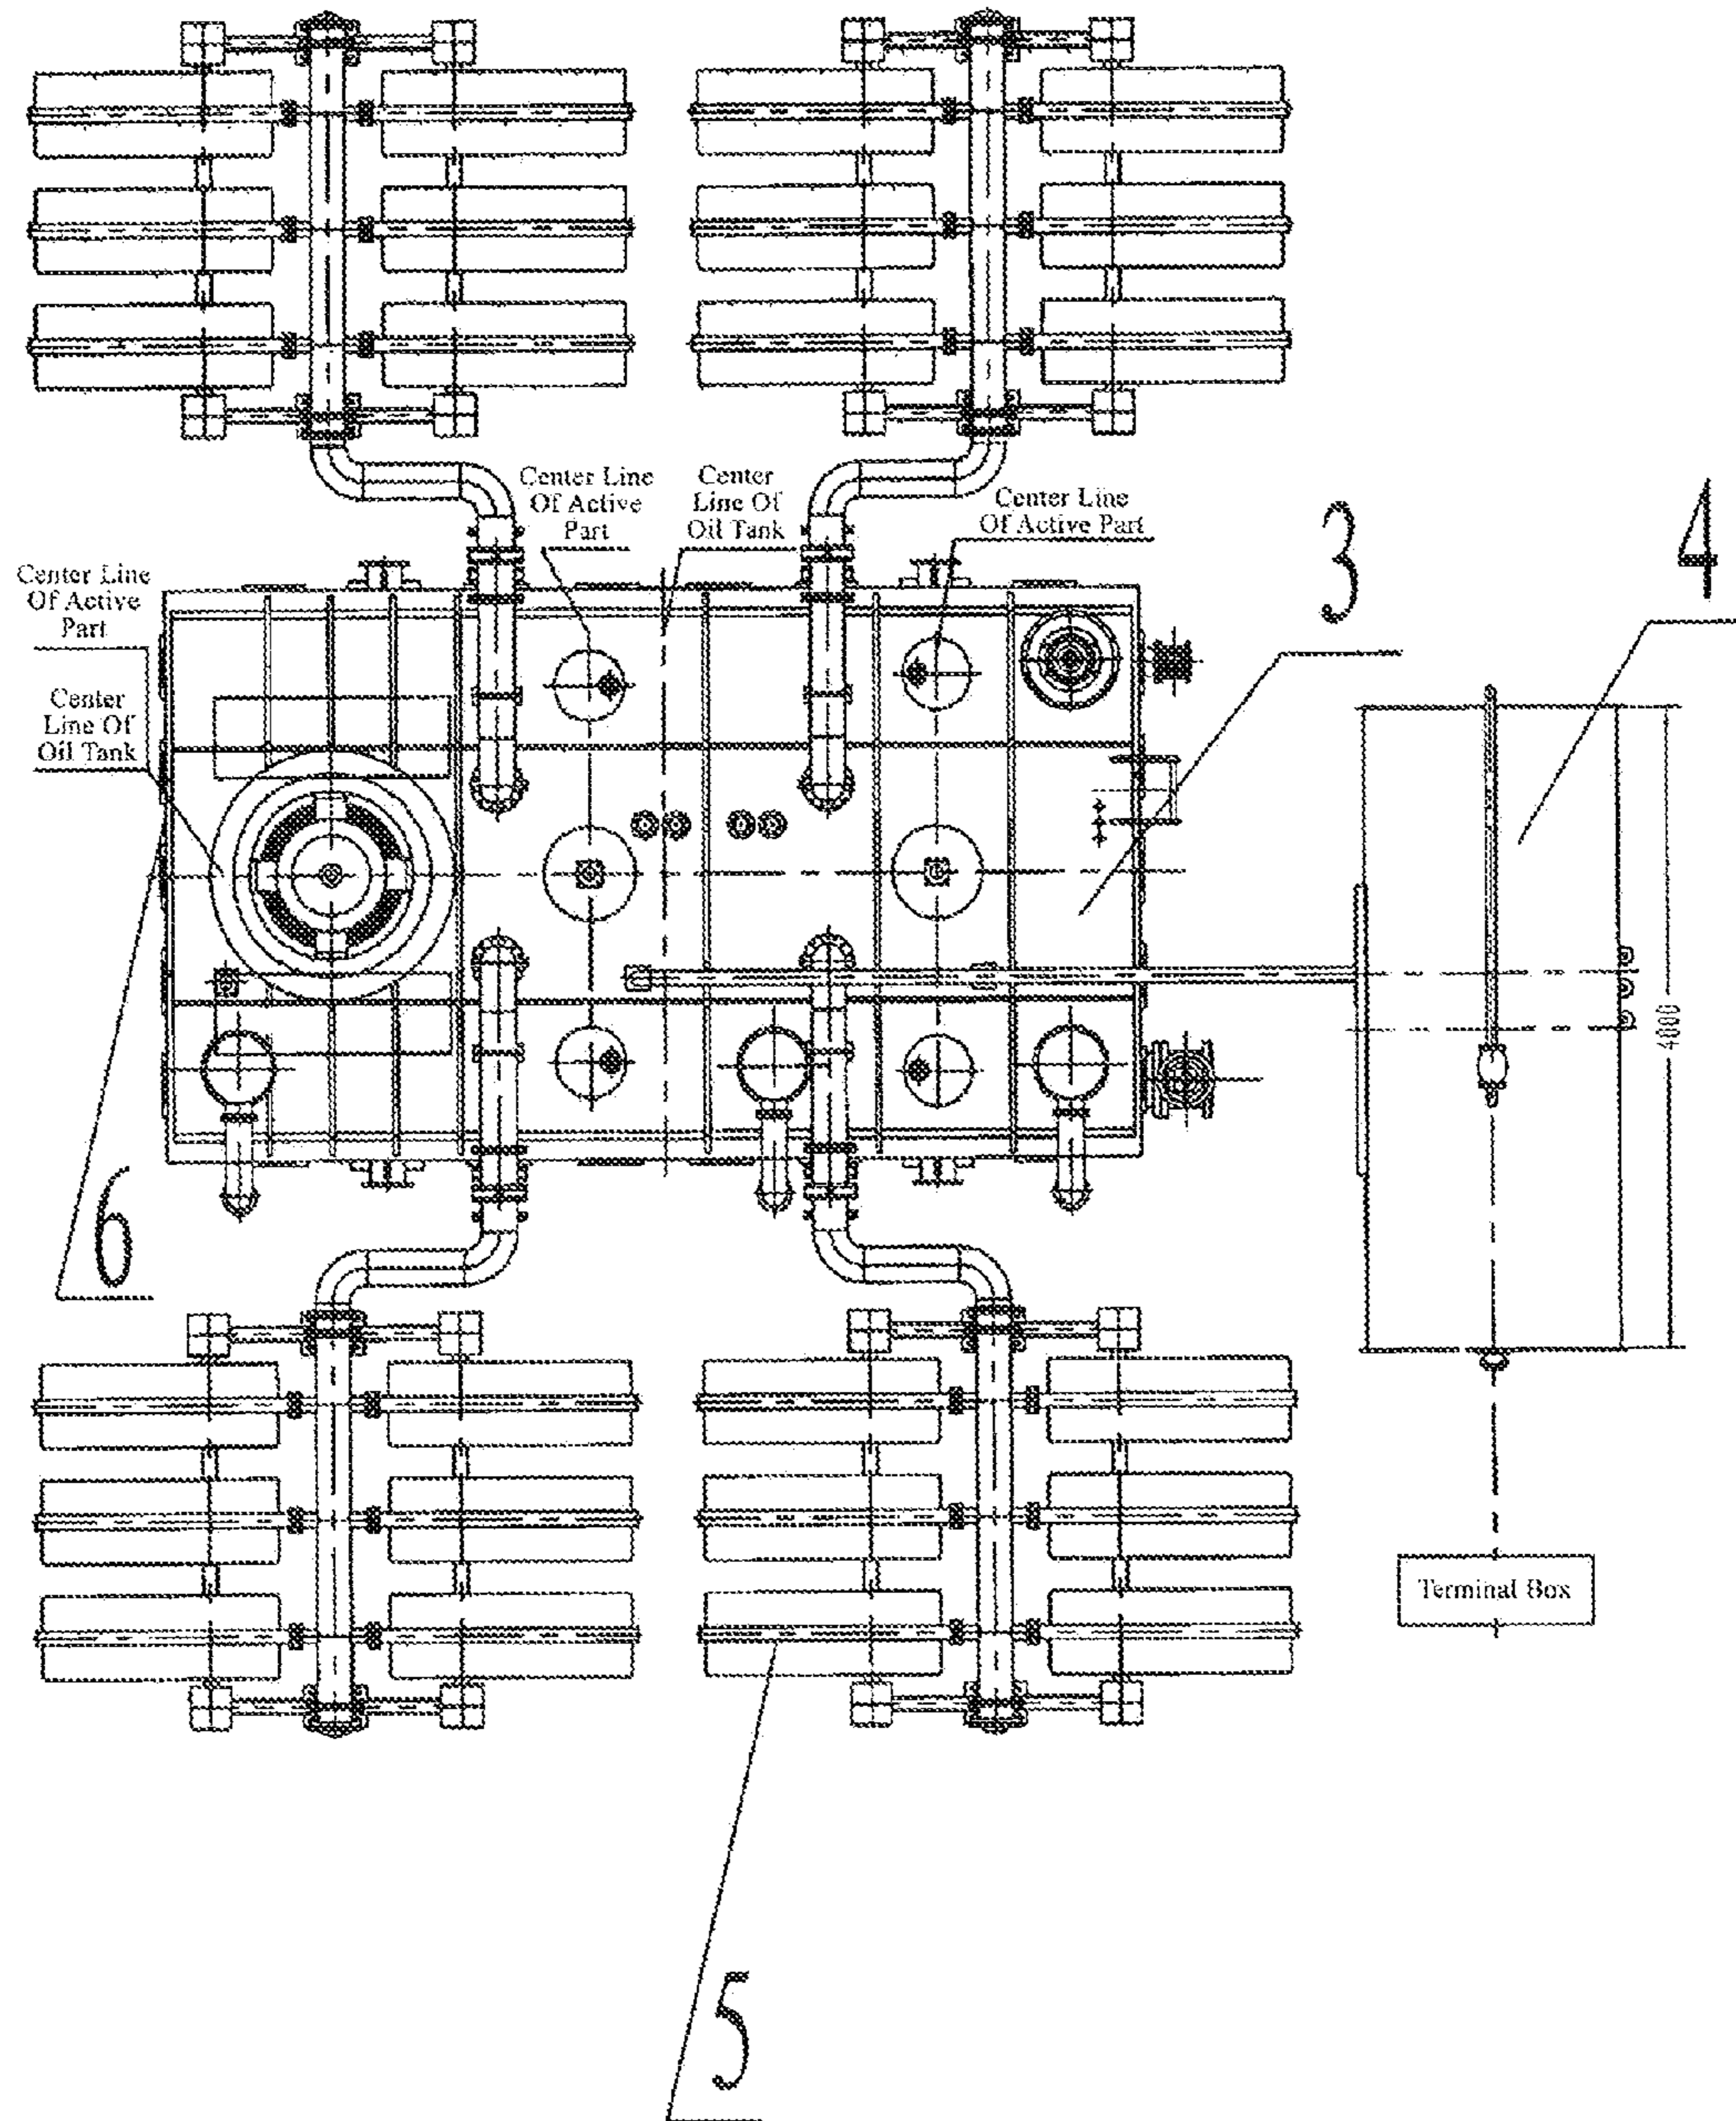 Center Line
Of Active
Part
Center
Line Of
Oil Tank
Center Line
Of Active Part
3
4
Center Line
Of Active
Part
Center
Line Of
Oil Tank
4000
6
Terminal Box
5